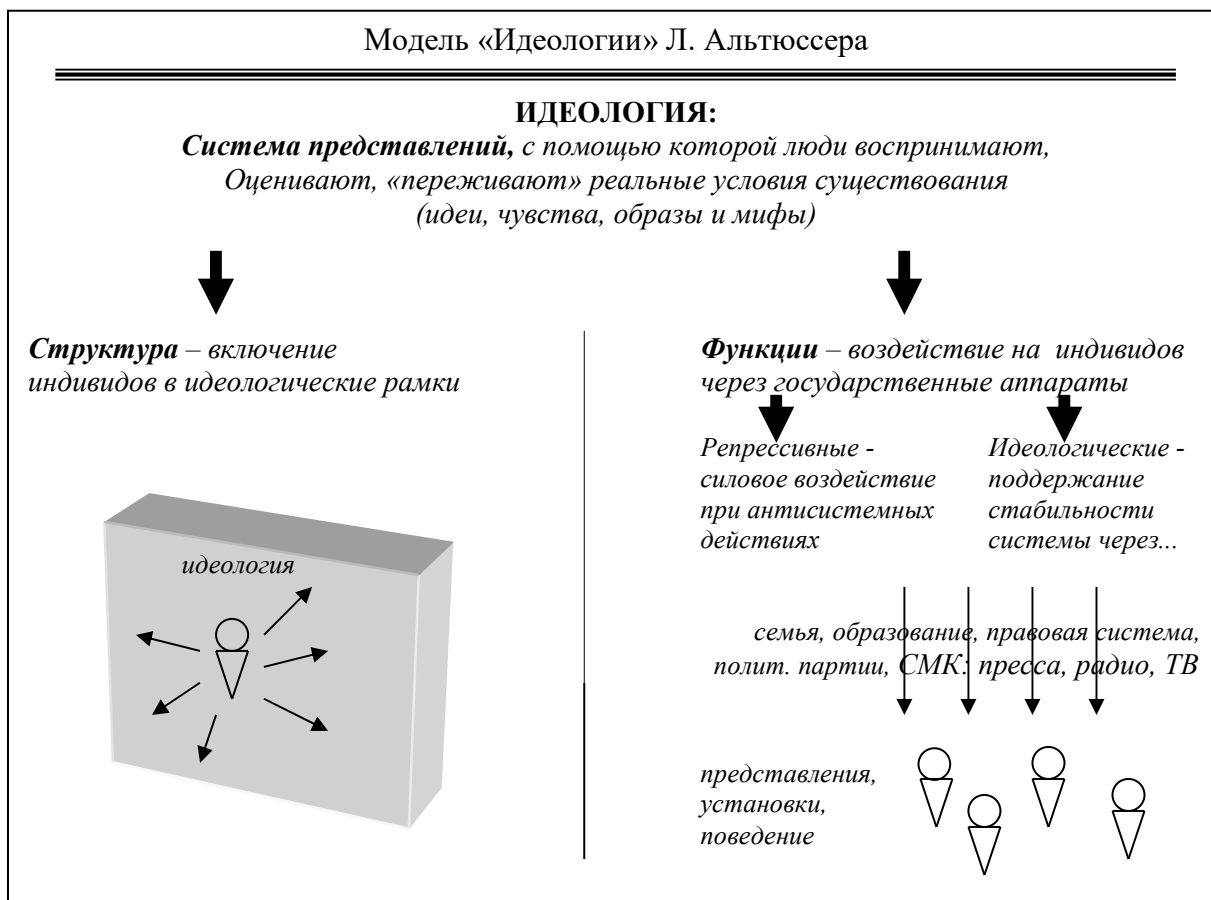 Модель «Идеологии» Л. Альтюссера
ИДЕОЛОГИЯ:
Система представлений, с помощью которой люди воспринимают,
Оценивают, «переживают» реальные условия существования
(идеи, чувства, образы и мифы)
Структура – включение
индивидов в идеологические рамки
идеология
Функции – воздействие на индивидов
через государственные аппараты
Репрессивные -
силовое воздействие
при антисистемных
действиях
Идеологические -
поддержание
стабильности
системы через...
семья, образование, правовая система,
полит. партии, СМК: пресса, радио, ТВ
представления,
установки,
поведение